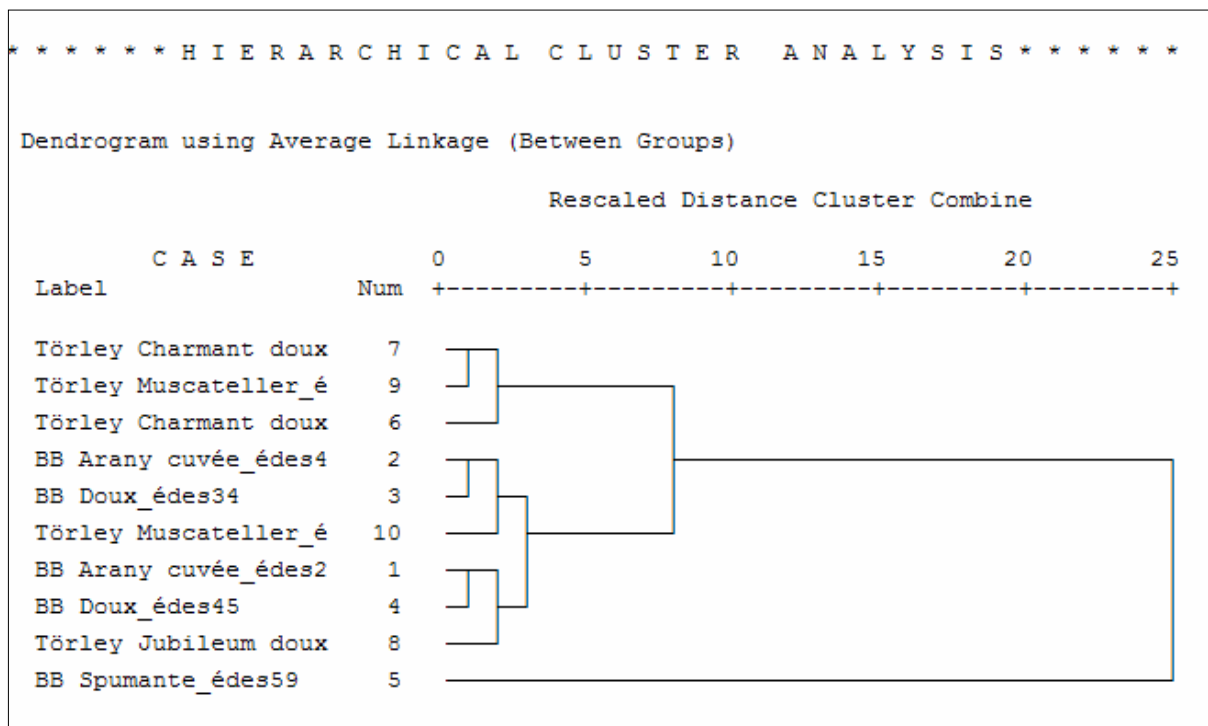 * * * * * * H I E R A R C H I C A L  C L U S T E R   A N A L Y S I S * * * * * *
Dendrogram using Average Linkage (Between Groups)
Rescaled Distance Cluster Combine
C A S E 0 5 10 15 20 25
Label Num +---------+---------+---------+---------+---------+
Törley Charmant doux 7
Törley Muscateller_é 9
Törley Charmant doux 6
BB Arany cuvée_édes4 2
BB Doux_édes34 3
Törley Muscateller_é 10
BB Arany cuvée_édes2 1
BB Doux_édes45 4
Törley Jubileum doux 8
BB Spumante_édes59 5